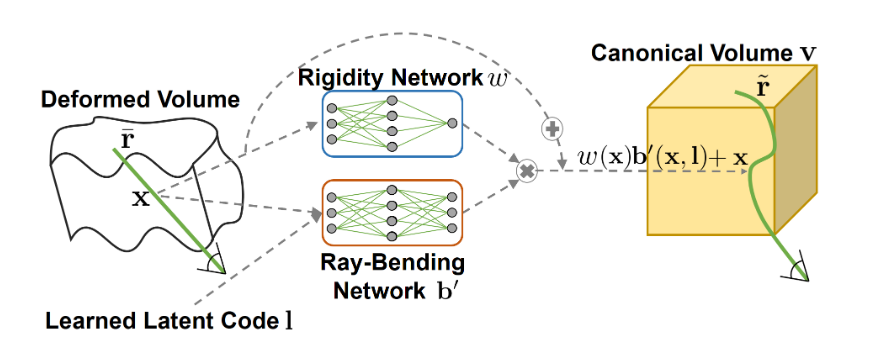 Deformed Volume
r̄
x
Rigidity Network w
Ray-Bending
Network b′
Learned Latent Code l
w(x)b′(x, l)+ x
Canonical Volume v
r̃